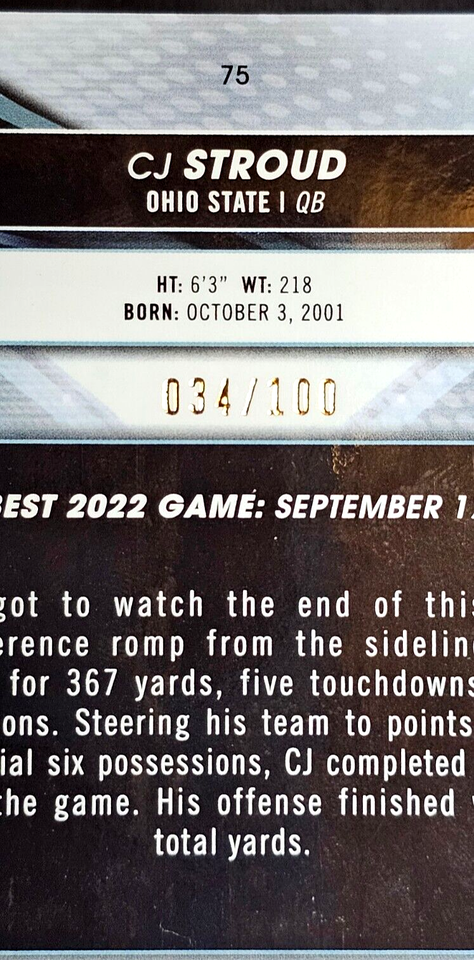 75
CJ STROUD
OHIO STATE | QB
HT: 6'3" WT: 218
BORN: OCTOBER 3, 2001
034/100
BEST 2022 GAME: SEPTEMBER 1
got to watch the end of this
erence romp from the sidelin
for 367 yards, five touchdowns
ons. Steering his team to points
ial six possessions, CJ completed
the game. His offense finished
total yards.